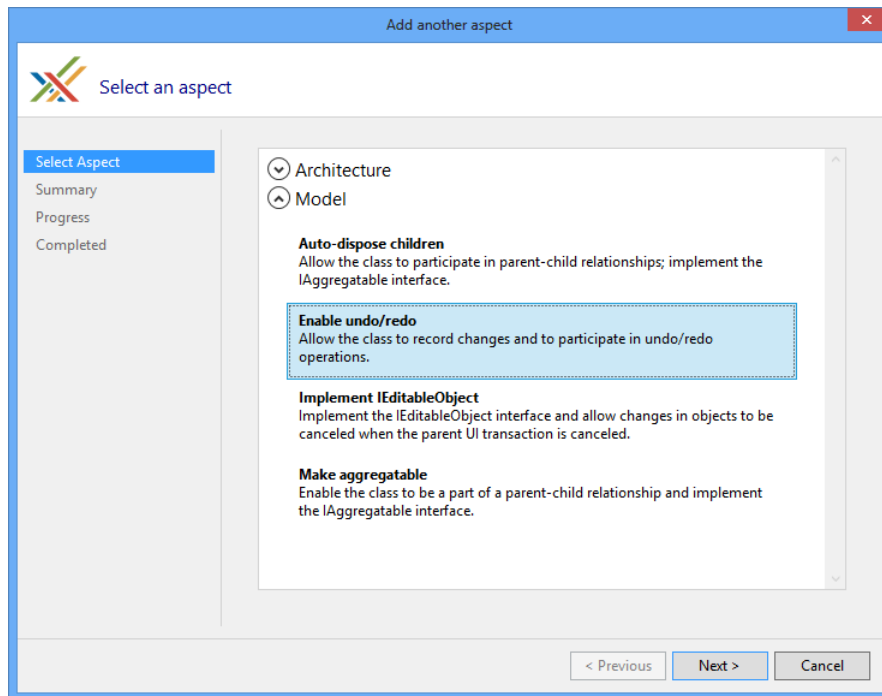 Add another aspect
Select an aspect
Select Aspect
Summary
Progress
Completed
Architecture
Model
Auto-dispose children
Allow the class to participate in parent-child relationships; implement the
IAggregatable interface.
Enable undo/redo
Allow the class to record changes and to participate in undo/redo
operations.
Implement IEditableObject
Implement the IEditableObject interface and allow changes in objects to be
canceled when the parent UI transaction is canceled.
Make aggregatable
Enable the class to be a part of a parent-child relationship and implement
the IAggregatable interface.
< Previous
Next >
Cancel